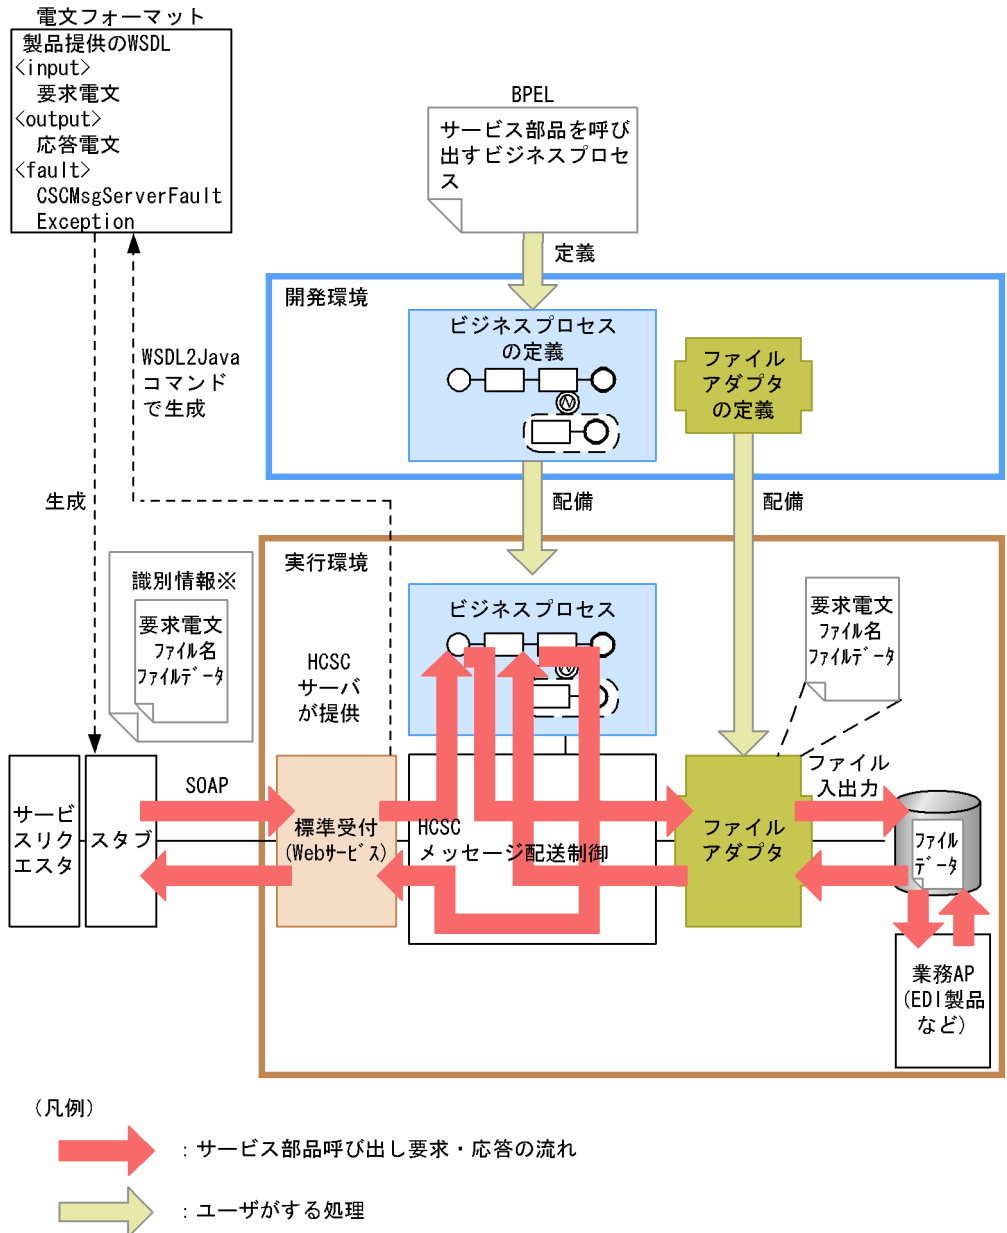 電文フォーマット
製品提供のWSDL
<input>
要求電文
<output>
応答電文
<fault>
CSCMsgServerFault
Exception
BPEL
サービス部品を呼び
出すビジネスプロセ
ス
定義
開発環境
ビジネスプロセス
の定義
ファイル
アダプタ
の定義
WSDL2Java
コマンド
で生成
生成
配備
配備
実行環境
識別情報※
要求電文
ファイル名
ファイルデータ
HCSC
サーバ
が提供
ビジネスプロセス
要求電文
ファイル名
ファイルデータ
サービ
スリク
エスタ
スタブ
SOAP
標準受付
(Webサービス)
HCSC
メッセージ配送制御
ファイル
アダプタ
ファイル
入出力
ファイル
データ
業務AP
(EDI製品
など)
(凡例)
：サービス部品呼び出し要求・応答の流れ
：ユーザがする処理